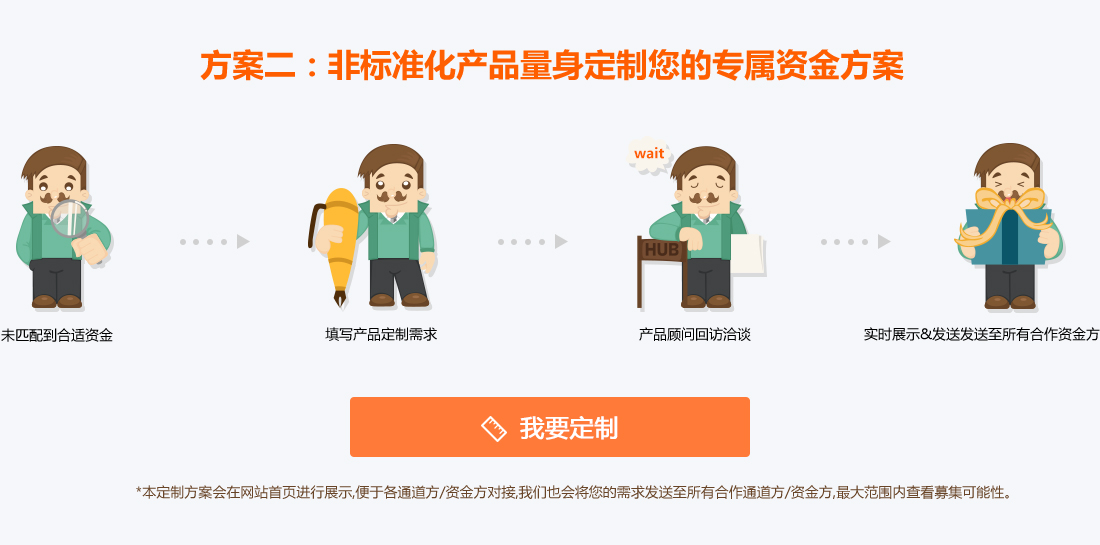 方案二：非标准化产品量身定制您的专属资金方案
wait
HUB
未匹配到合适资金
填写产品定制需求
产品顾问回访洽谈
实时展示&发送发送至所有合作资金方
我要定制
*本定制方案会在网站首页进行展示,便于各通道方/资金方对接,我们也会将您的需求发送至所有合作通道方/资金方,最大范围内查看募集可能性。